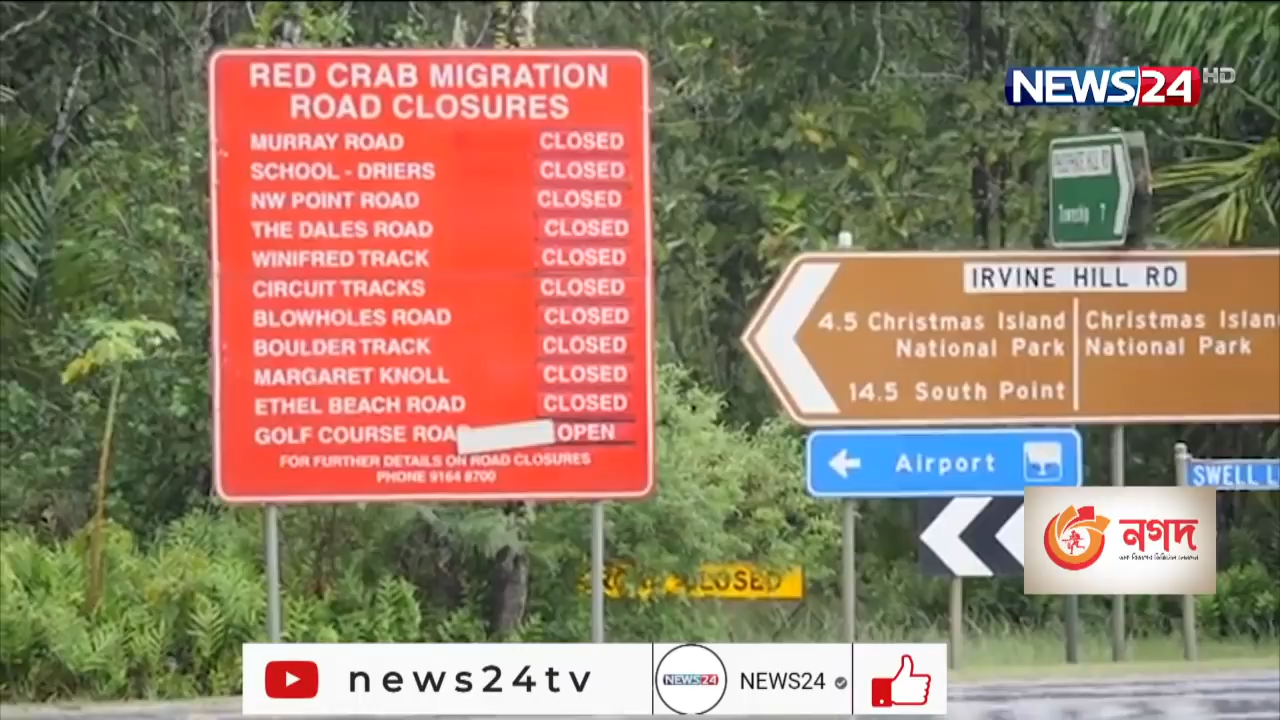 RED CRAB MIGRATION
ROAD CLOSURES
MURRAY ROAD CLOSED
SCHOOL - DRIERS CLOSED
NW POINT ROAD CLOSED
THE DALES ROAD CLOSED
WINIFRED TRACK CLOSED
CIRCUIT TRACKS CLOSED
BLOWHOLES ROAD CLOSED
BOULDER TRACK CLOSED
MARGARET KNOLL CLOSED
ETHEL BEACH ROAD CLOSED
GOLF COURSE ROAD OPEN
FOR FURTHER DETAILS ON ROAD CLOSURES
PHONE 9164 8700
NEWS24 HD
Township 7
IRVINE HILL RD
4.5 Christmas Island
National Park
14.5 South Point
Christmas Islan
National Park
Airport
SWELL L
CLOSED
নগদ
news24tv
NEWS24
NEWS24